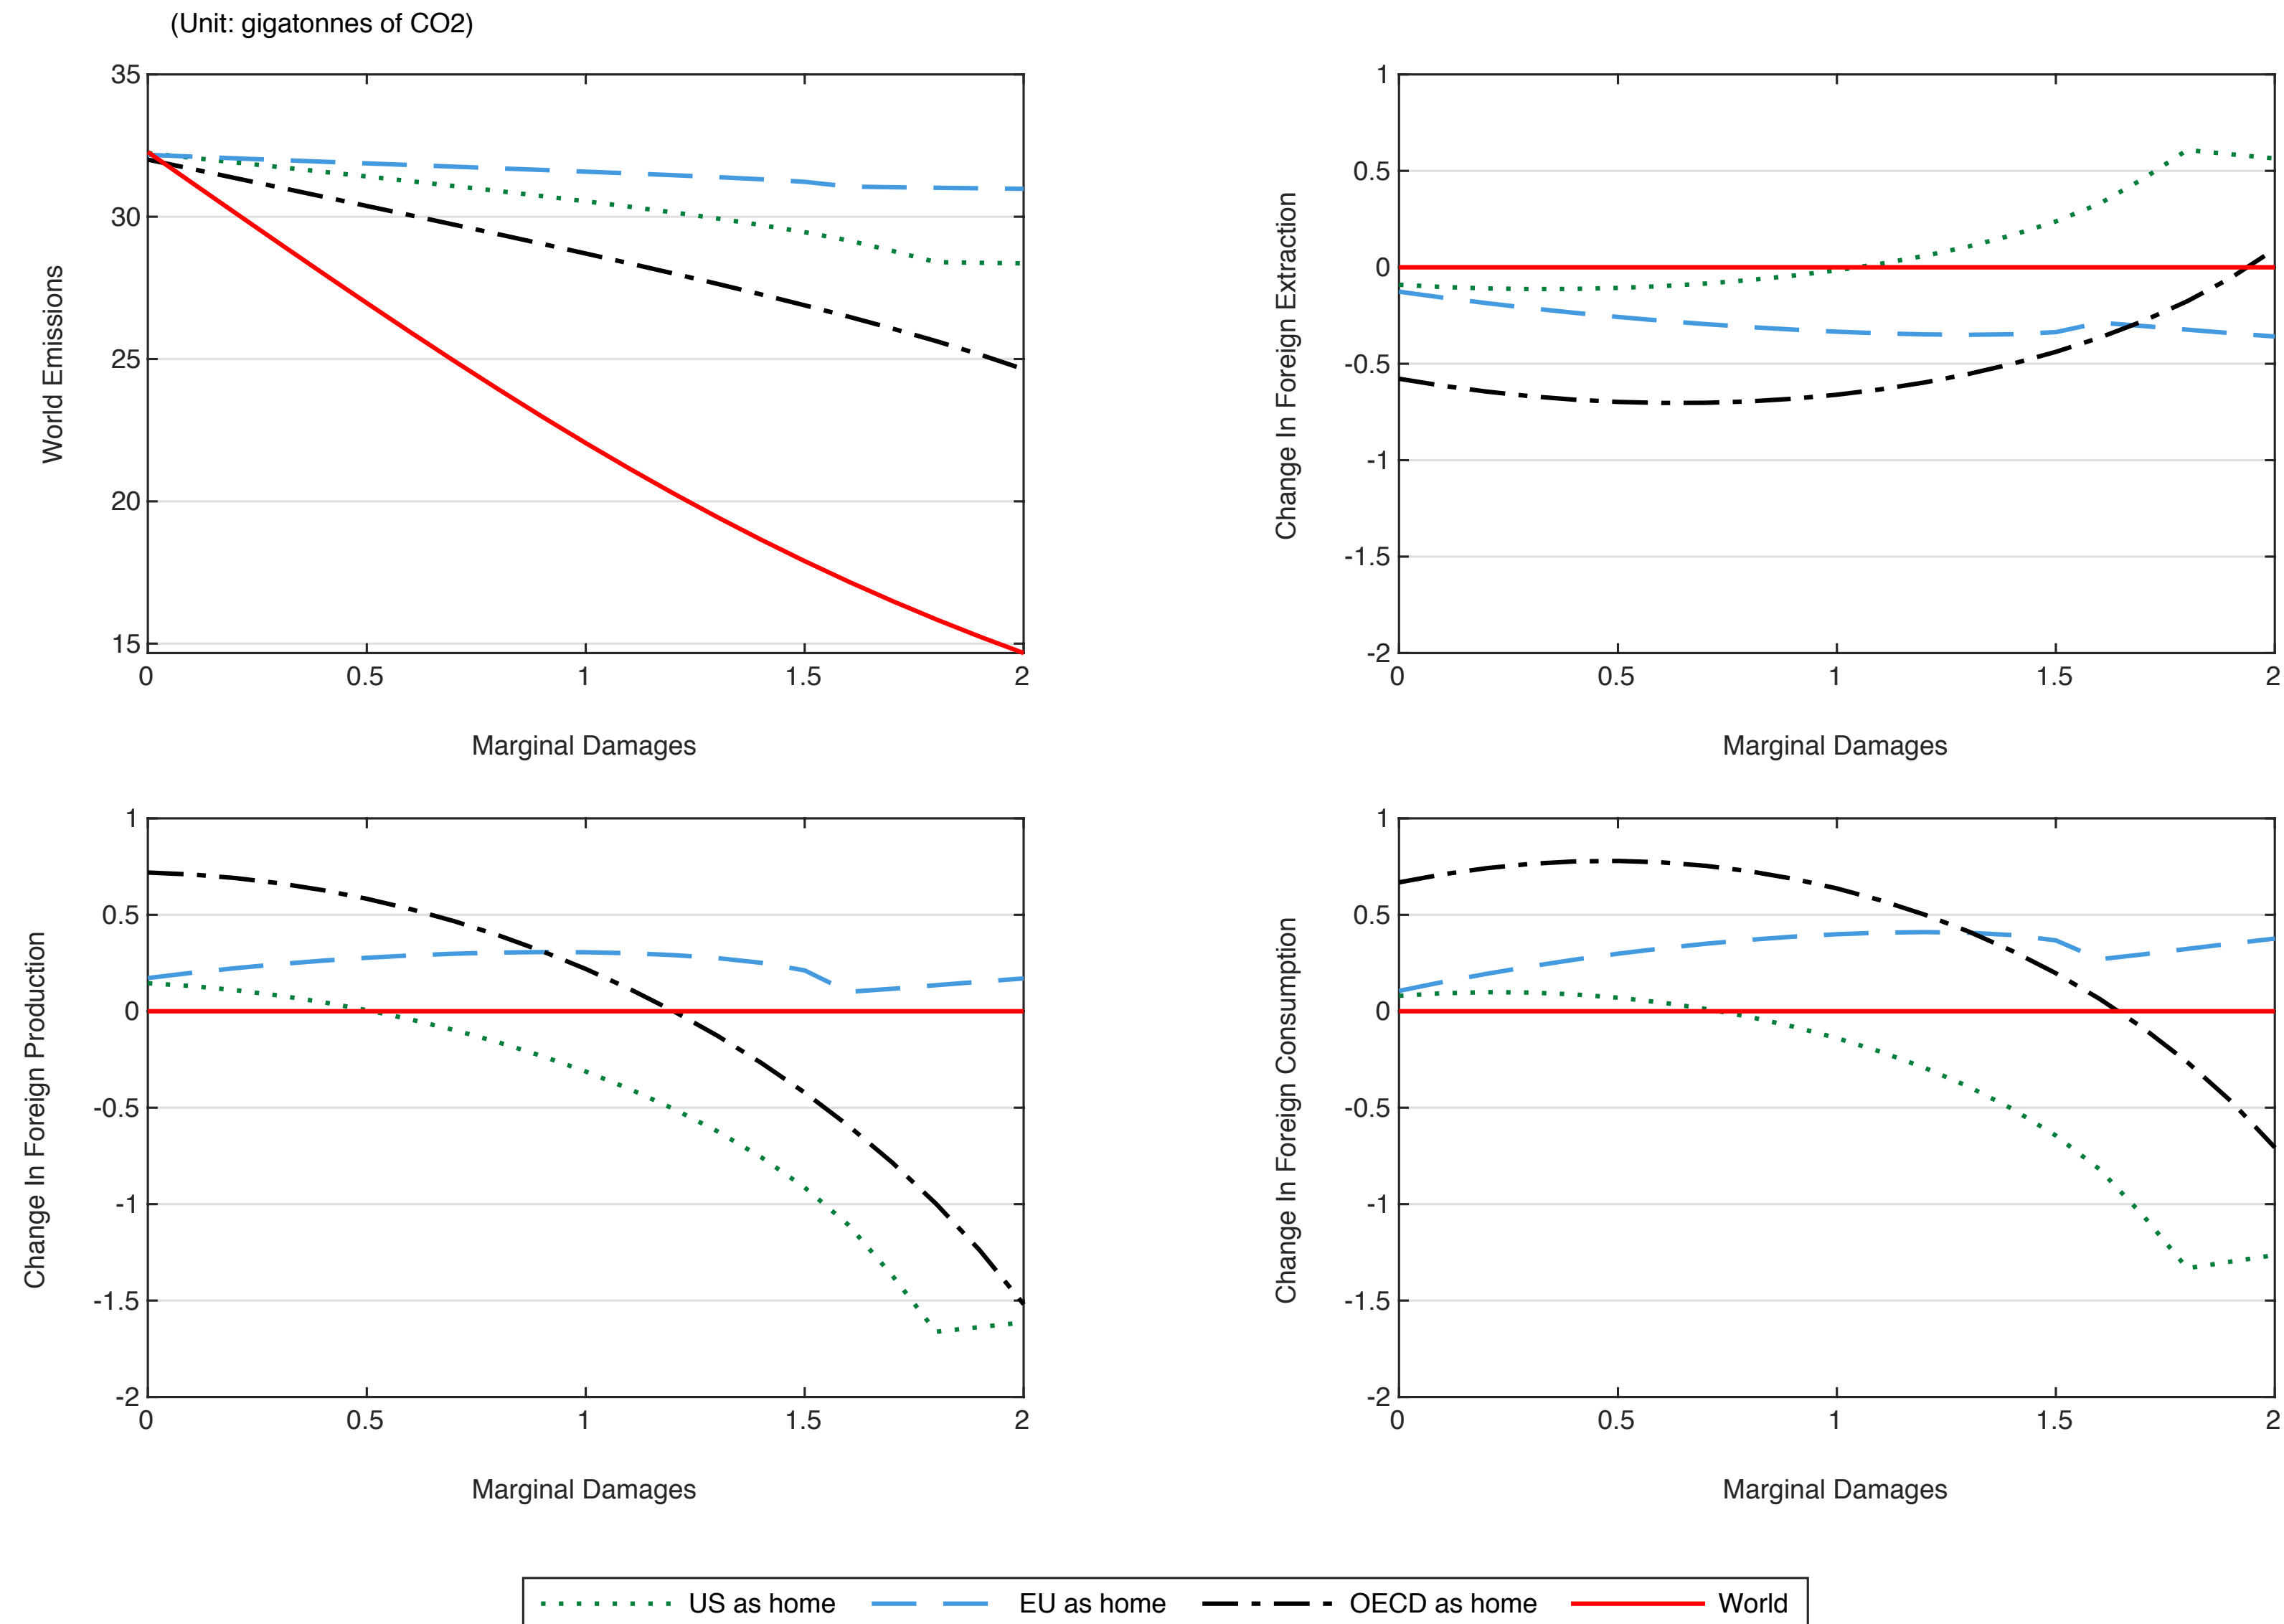 (Unit: gigatonnes of CO2)
World Emissions
35
30
25
20
15
0 0.5 1 1.5 2
Marginal Damages
Change In Foreign Extraction
1
0.5
0
-0.5
-1
-1.5
-2
0 0.5 1 1.5 2
Marginal Damages
Change In Foreign Production
1
0.5
0
-0.5
-1
-1.5
-2
0 0.5 1 1.5 2
Marginal Damages
Change In Foreign Consumption
1
0.5
0
-0.5
-1
-1.5
-2
0 0.5 1 1.5 2
Marginal Damages
US as home EU as home OECD as home World